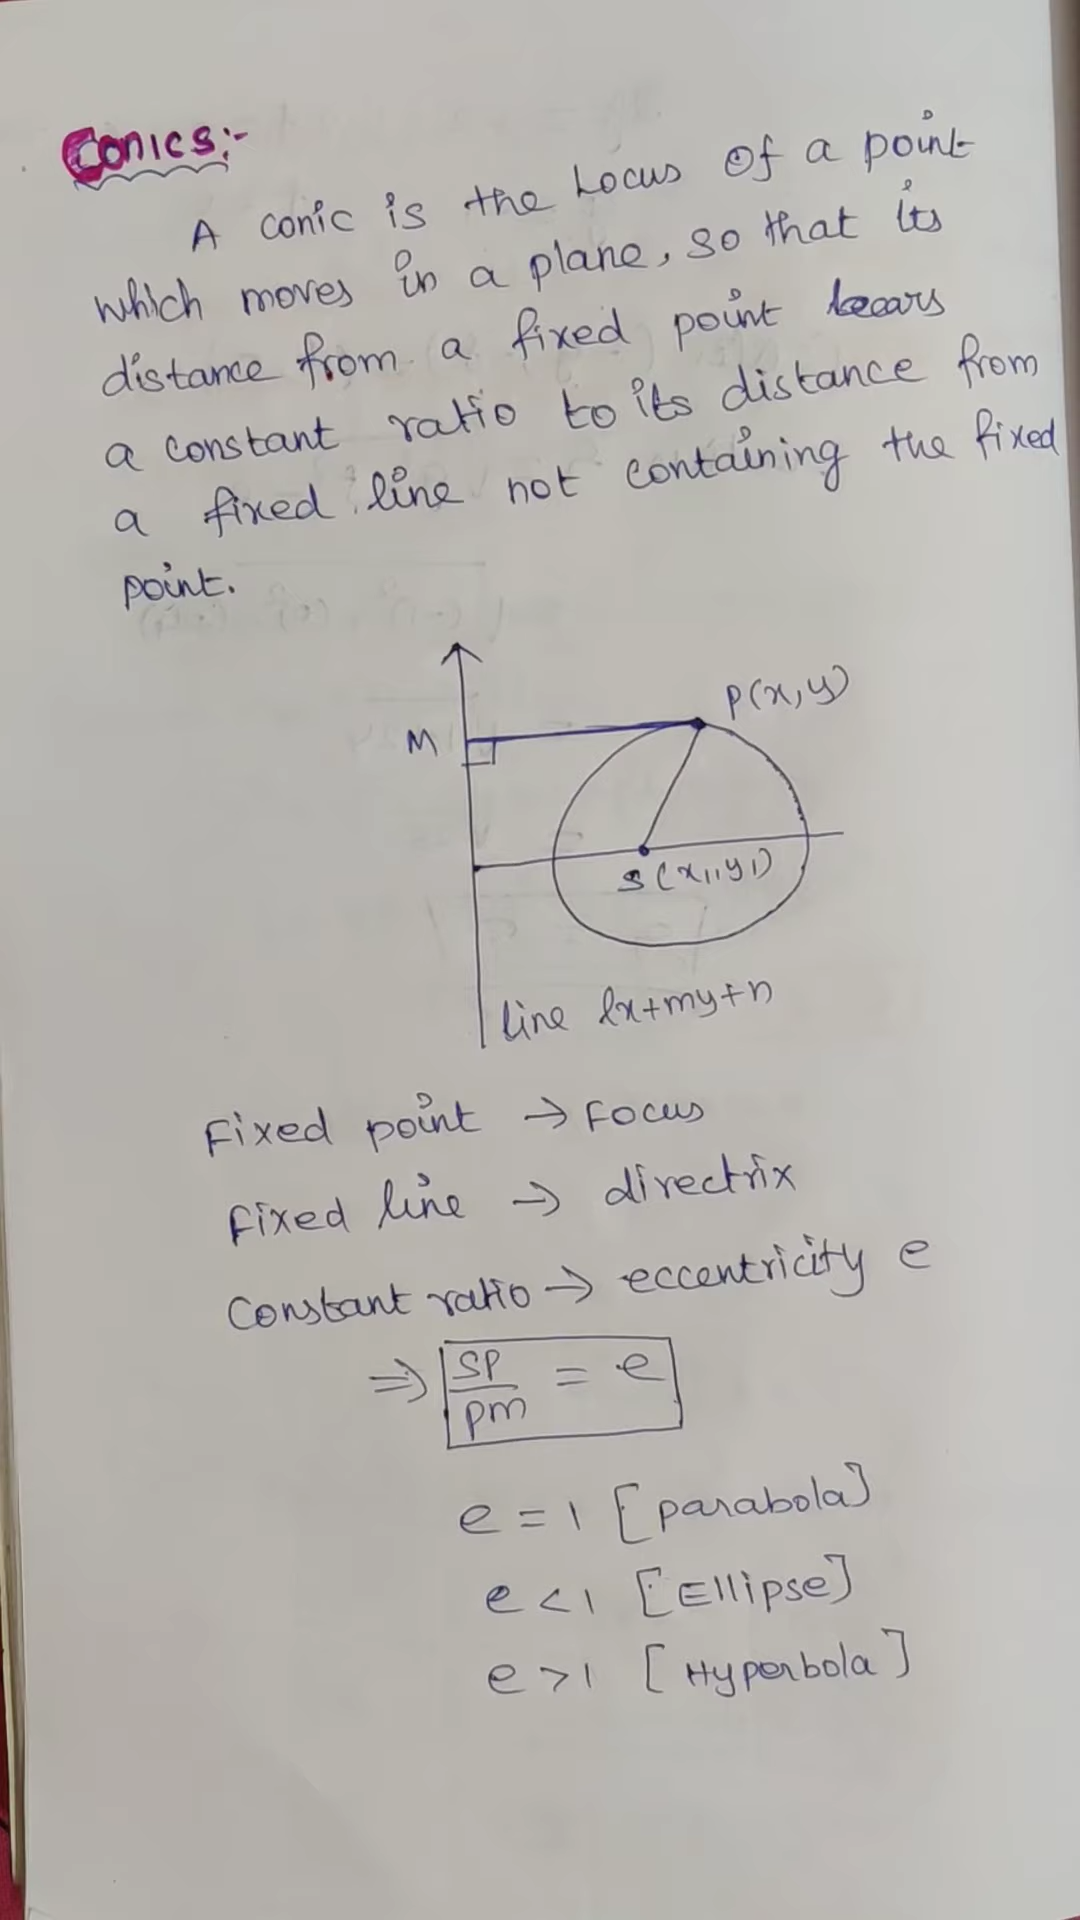 Conics:-
A conic is the Locus Of a point
which moves in a plane, so that its
distance from a fixed point bears
a constant ratio to its distance from
a fixed line not containing the fixed
point.
P(x,y)
M
S(x1,y1)
line lx+my+n
Fixed point → Focus
Fixed line → directrix
Constant ratio → eccentricity e
⇒ SP/PM = e
e = 1 [parabola]
e < 1 [Ellipse]
e > 1 [Hyperbola]